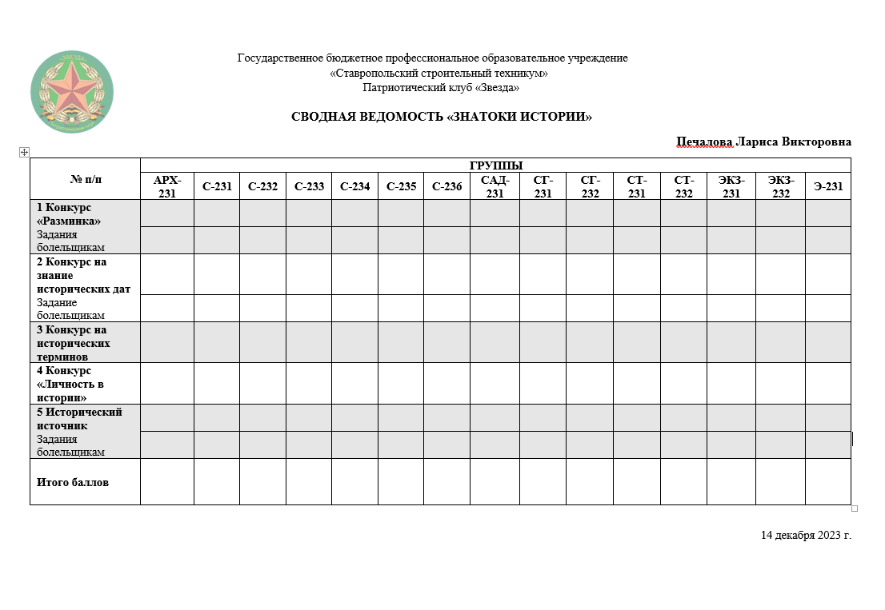 Государственное бюджетное профессиональное образовательное учреждение
«Ставропольский строительный техникум»
Патриотический клуб «Звезда»
СВОДНАЯ ВЕДОМОСТЬ «ЗНАТОКИ ИСТОРИИ»
Печалова Лариса Викторовна
№ п/п
ГРУППЫ
АРХ-
231
С-231
С-232
С-233
С-234
С-235
С-236
САД-
231
СГ-
231
СГ-
232
СТ-
231
СТ-
232
ЭКЗ-
231
ЭКЗ-
232
Э-231
1 Конкурс
«Разминка»
Задания
болельщикам
2 Конкурс на
знание
исторических дат
Задание
болельщикам
3 Конкурс на
исторических
терминов
4 Конкурс
«Личность в
истории»
5 Исторический
источник
Задания
болельщикам
Итого баллов
14 декабря 2023 г.